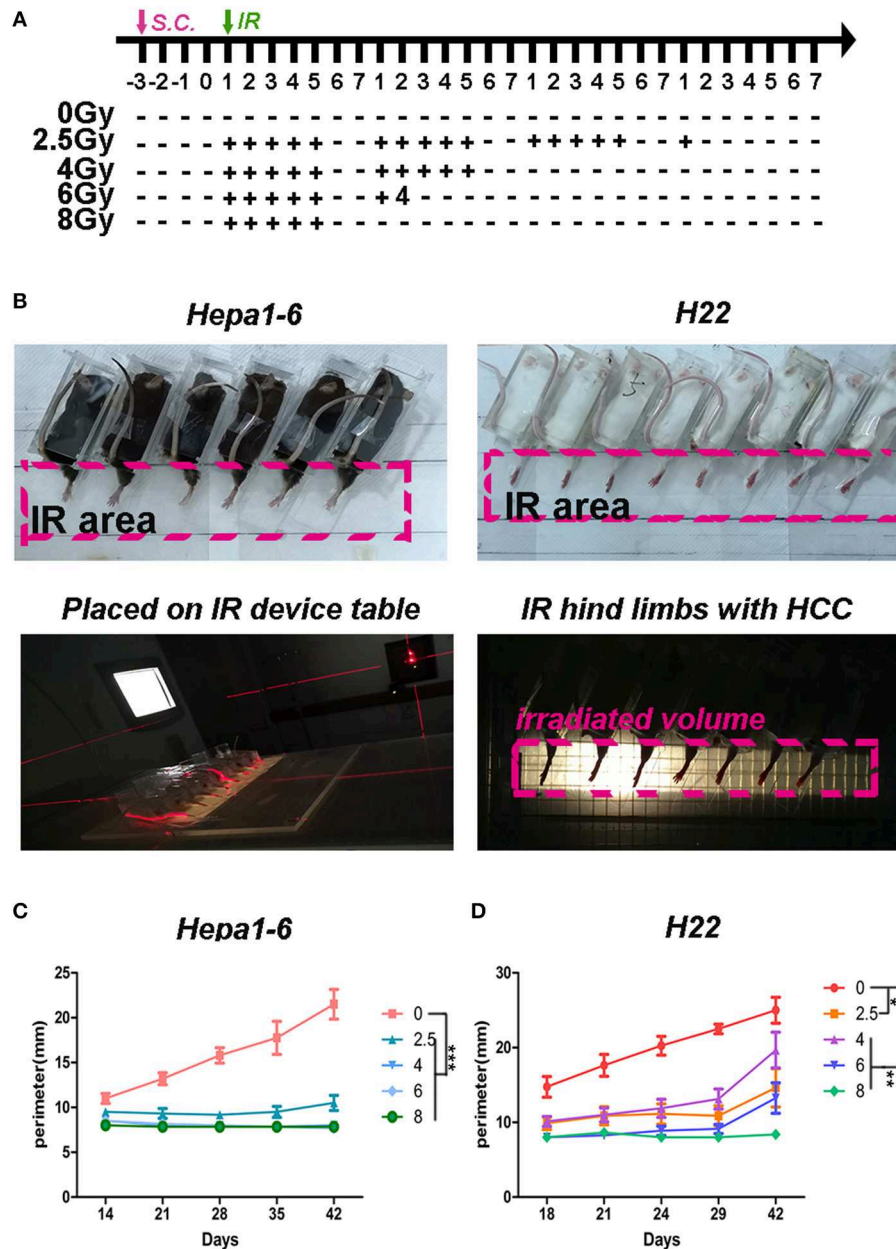 A
S.C. IR
-3 -2 -1 0 1 2 3 4 5 6 7 1 2 3 4 5 6 7 1 2 3 4 5 6 7 1 2 3 4 5 6 7
0Gy - - - - - - - - - - - - - - - - - - - - - - - - - - - - - - - -
2.5Gy - - - - + + + + + - - + + + + + - - + + + + + - - + - - - - - -
4Gy - - - - + + + + + - - + + + + + - - - - - - - - - - - - - - - -
6Gy - - - - + + + + + - - + 4 - - - - - - - - - - - - - - - - - - -
8Gy - - - - + + + + + - - - - - - - - - - - - - - - - - - - - - - -
B
Hepa1-6
H22
IR area
IR area
Placed on IR device table
IR hind limbs with HCC
irradiated volume
C
Hepa1-6
perimeter(mm)
25
20
15
10
5
0
14 21 28 35 42
Days
0
2.5
4
6
8
***
D
H22
perimeter(mm)
30
20
10
0
18 21 24 29 42
Days
0
2.5
4
6
8
*
**